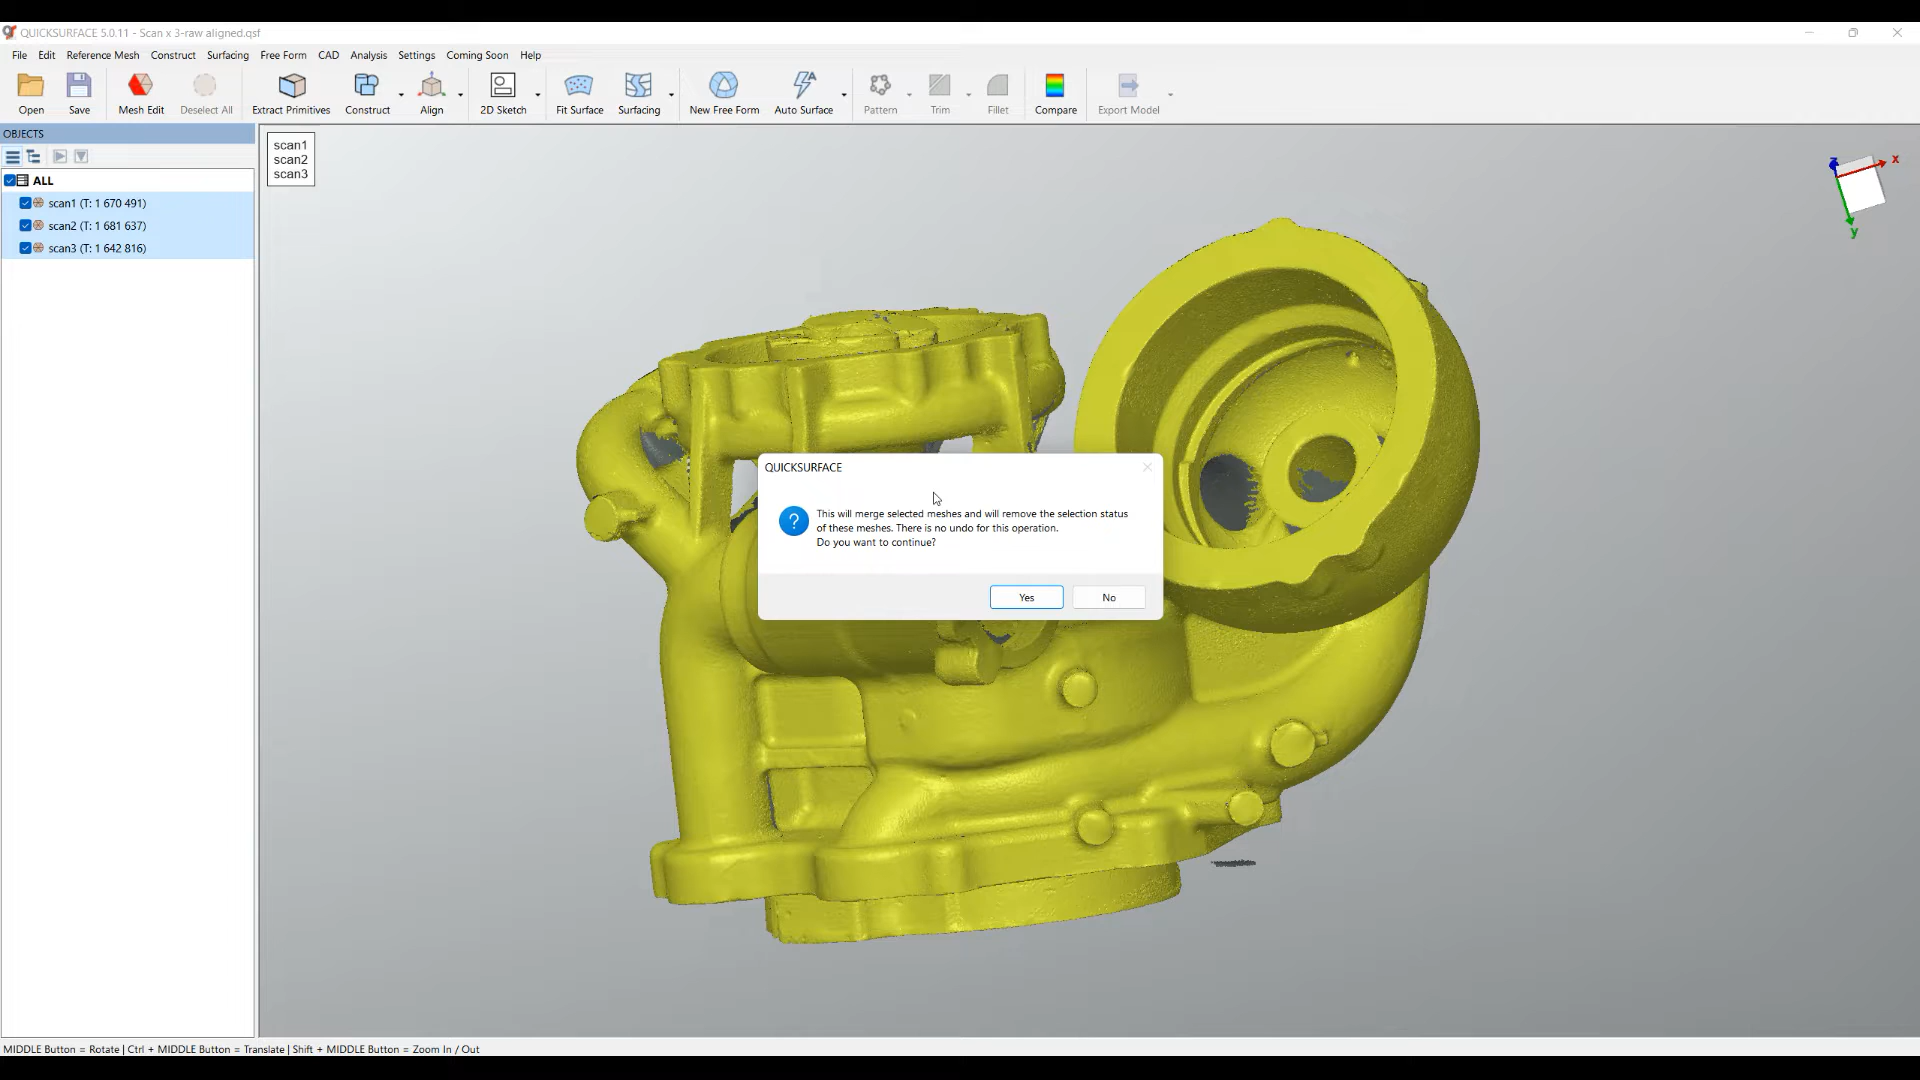 QUICKSURFACE 5.0.11 - Scan x 3-raw aligned.qsf
File Edit Reference Mesh Construct Surfacing Free Form CAD Analysis Settings Coming Soon Help
Open Save Mesh Edit Deselect All Extract Primitives Construct Align 2D Sketch Fit Surface Surfacing New Free Form Auto Surface Pattern Trim Fillet Compare Export Model
OBJECTS
ALL
scan1 (T: 1 670 491)
scan2 (T: 1 681 637)
scan3 (T: 1 642 816)
scan1
scan2
scan3
z x
y
QUICKSURFACE
This will merge selected meshes and will remove the selection status
of these meshes. There is no undo for this operation.
Do you want to continue?
Yes No
MIDDLE Button = Rotate | Ctrl + MIDDLE Button = Translate | Shift + MIDDLE Button = Zoom In / Out